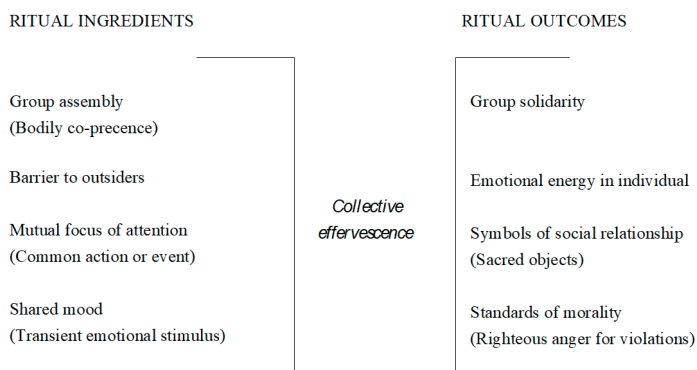 RITUAL INGREDIENTS
Group assembly
(Bodily co-precence)
Barrier to outsiders
Mutual focus of attention
(Common action or event)
Shared mood
(Transient emotional stimulus)
Collective
effervescence
RITUAL OUTCOMES
Group solidarity
Emotional energy in individual
Symbols of social relationship
(Sacred objects)
Standards of morality
(Righteous anger for violations)